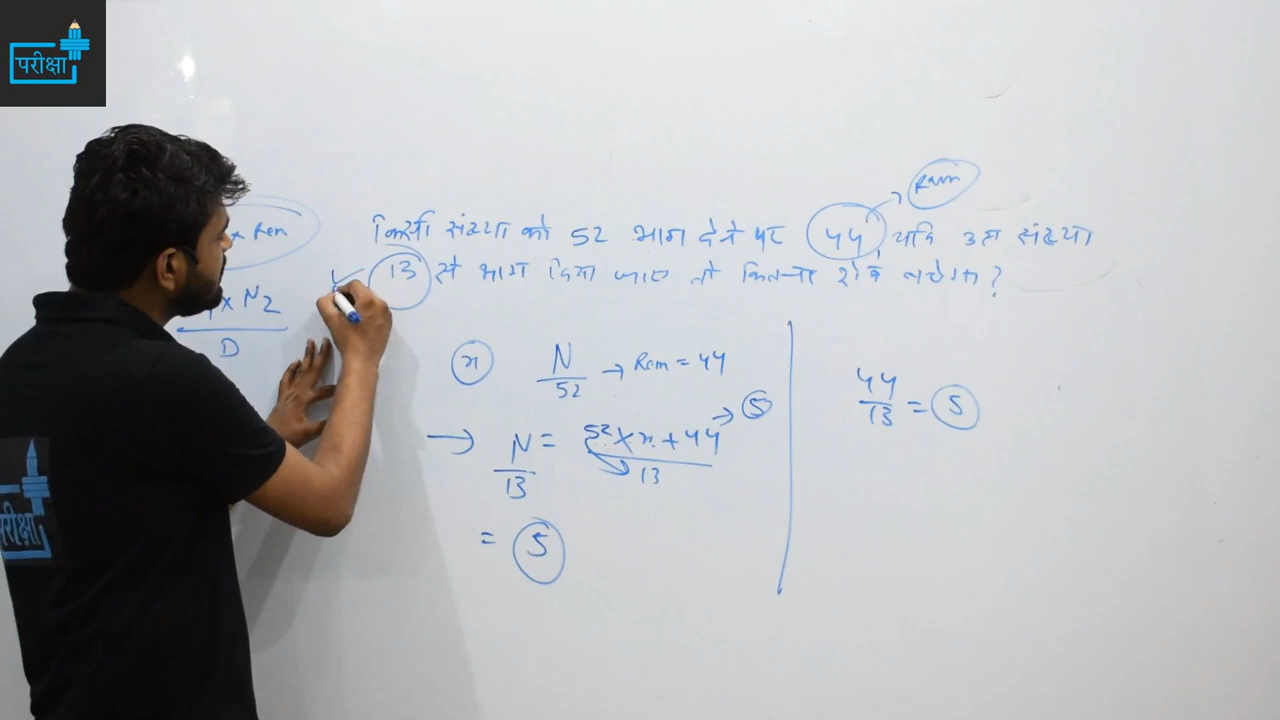 परीक्षा
Rem
x Rem
किसी संख्या को 52 भाग देने पर 44 यदि उस संख्या
13 से भाग दिया जाए तो कितना शेष बचेगा?
x N2
D
n
N
52
→ Rem = 44
→ N = 52 x n + 44 → 5
13
13
= 5
44
13 = 5
परीक्षा